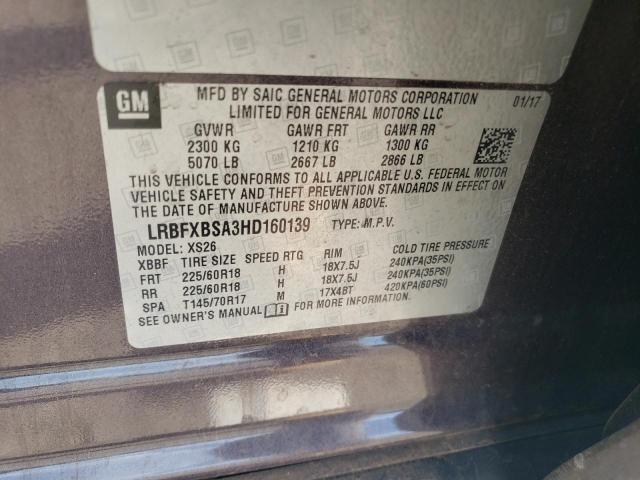 GM
MFD BY SAIC GENERAL MOTORS CORPORATION 01/17
LIMITED FOR GENERAL MOTORS LLC
GVWR GAWR FRT GAWR RR
2300 KG 1210 KG 1300 KG
5070 LB 2667 LB 2866 LB
THIS VEHICLE CONFORMS TO ALL APPLICABLE U.S. FEDERAL MOTOR
VEHICLE SAFETY AND THEFT PREVENTION STANDARDS IN EFFECT ON
THE DATE OF MANUFACTURE SHOWN ABOVE.
LRBFXBSA3HD160139 TYPE: M.P.V.
MODEL: XS26
XBBF TIRE SIZE SPEED RTG RIM COLD TIRE PRESSURE
FRT 225/60R18 H 18X7.5J 240KPA(35PSI)
RR 225/60R18 H 18X7.5J 240KPA(35PSI)
SPA T145/70R17 M 17X4BT 420KPA(60PSI)
SEE OWNER'S MANUAL FOR MORE INFORMATION.